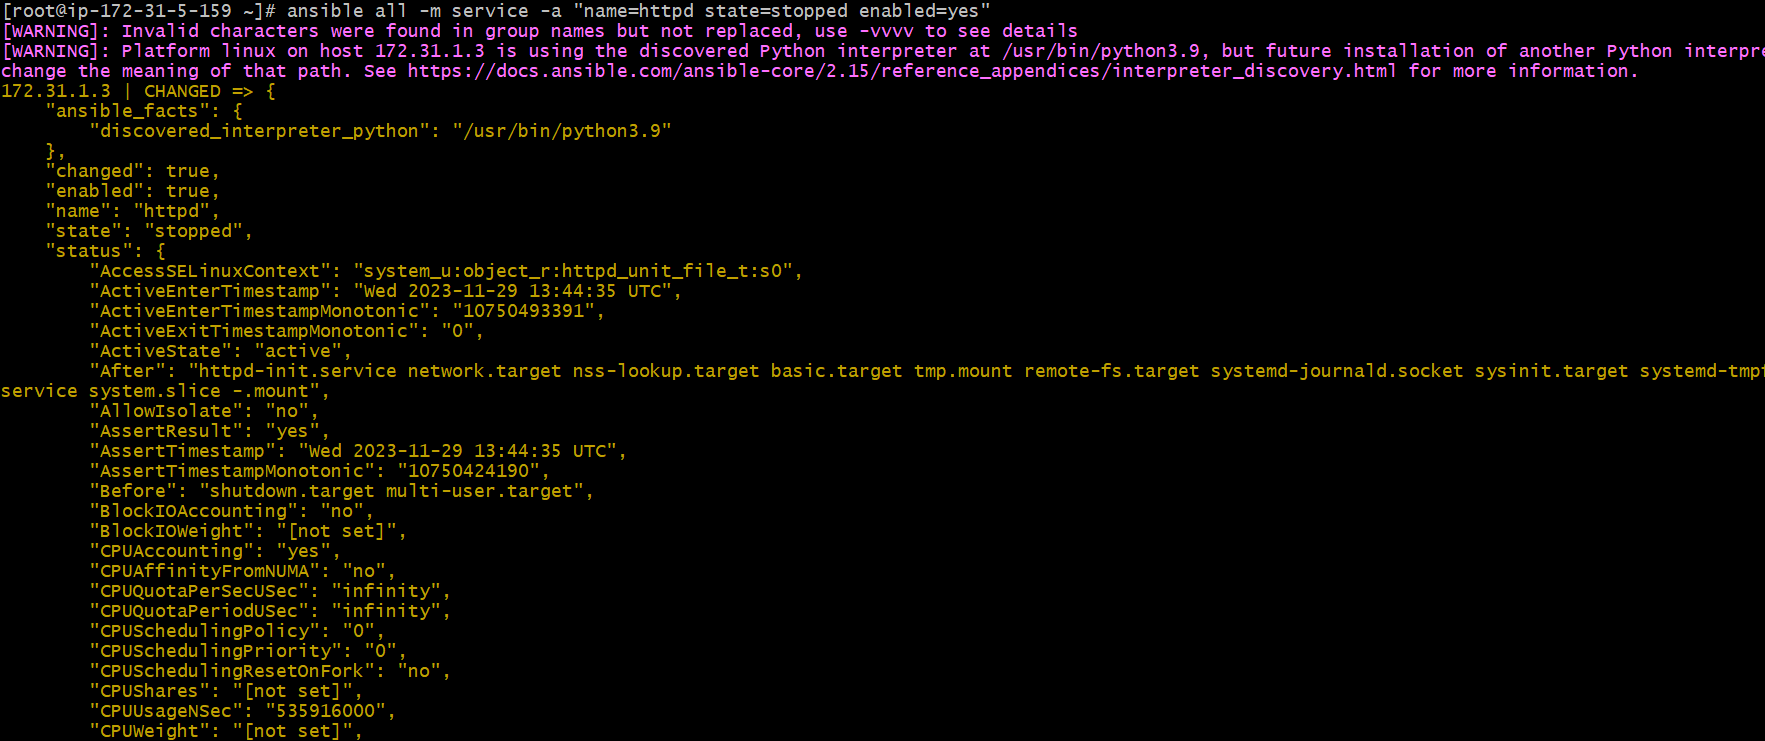 [root@ip-172-31-5-159 ~]# ansible all -m service -a "name=httpd state=stopped enabled=yes"
[WARNING]: Invalid characters were found in group names but not replaced, use -vvvv to see details
[WARNING]: Platform linux on host 172.31.1.3 is using the discovered Python interpreter at /usr/bin/python3.9, but future installation of another Python interpre
change the meaning of that path. See https://docs.ansible.com/ansible-core/2.15/reference_appendices/interpreter_discovery.html for more information.
172.31.1.3 | CHANGED => {
    "ansible_facts": {
        "discovered_interpreter_python": "/usr/bin/python3.9"
    },
    "changed": true,
    "enabled": true,
    "name": "httpd",
    "state": "stopped",
    "status": {
        "AccessSELinuxContext": "system_u:object_r:httpd_unit_file_t:s0",
        "ActiveEnterTimestamp": "Wed 2023-11-29 13:44:35 UTC",
        "ActiveEnterTimestampMonotonic": "10750493391",
        "ActiveExitTimestampMonotonic": "0",
        "ActiveState": "active",
        "After": "httpd-init.service network.target nss-lookup.target basic.target tmp.mount remote-fs.target systemd-journald.socket sysinit.target systemd-tmpf
service system.slice -.mount",
        "AllowIsolate": "no",
        "AssertResult": "yes",
        "AssertTimestamp": "Wed 2023-11-29 13:44:35 UTC",
        "AssertTimestampMonotonic": "10750424190",
        "Before": "shutdown.target multi-user.target",
        "BlockIOAccounting": "no",
        "BlockIOWeight": "[not set]",
        "CPUAccounting": "yes",
        "CPUAffinityFromNUMA": "no",
        "CPUQuotaPerSecUSec": "infinity",
        "CPUQuotaPeriodUSec": "infinity",
        "CPUSchedulingPolicy": "0",
        "CPUSchedulingPriority": "0",
        "CPUSchedulingResetOnFork": "no",
        "CPUShares": "[not set]",
        "CPUUsageNSec": "535916000",
        "CPUWeight": "[not set]",